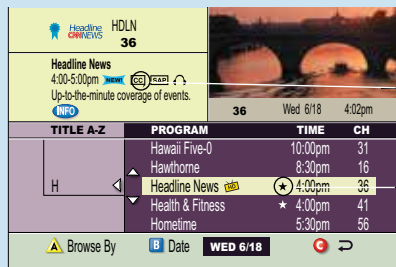 Headline
CNN NEWS
HDLN
36
Headline News
4:00-5:00pm NEW! CC SAP
Up-to-the-minute coverage of events.
INFO
36 Wed 6/18 4:02pm
TITLE A-Z PROGRAM TIME CH
Hawaii Five-0 10:00pm 31
Hawthorne 8:30pm 16
H Headline News HD ★ 4:00pm 36
Health & Fitness ★ 4:00pm 41
Hometime 5:30pm 56
A Browse By B Date WED 6/18 C